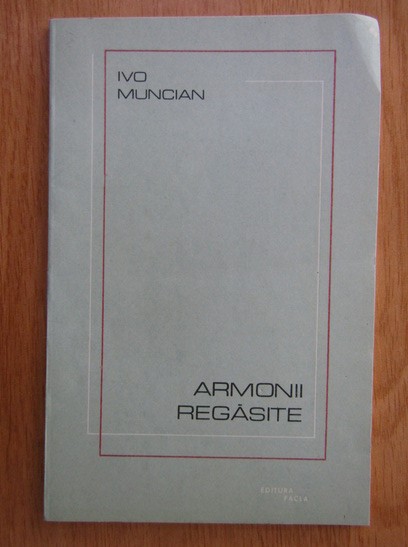 IVO
MUNCIAN
ARMONII
REGĂSITE
EDITURA
FACLA